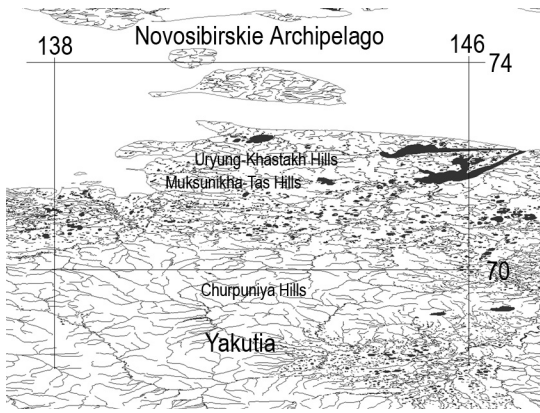 Novosibirskie Archipelago
138
146
74
Uryung-Khastakh Hills
Muksunikha-Tas Hills
70
Churpuniya Hills
Yakutia